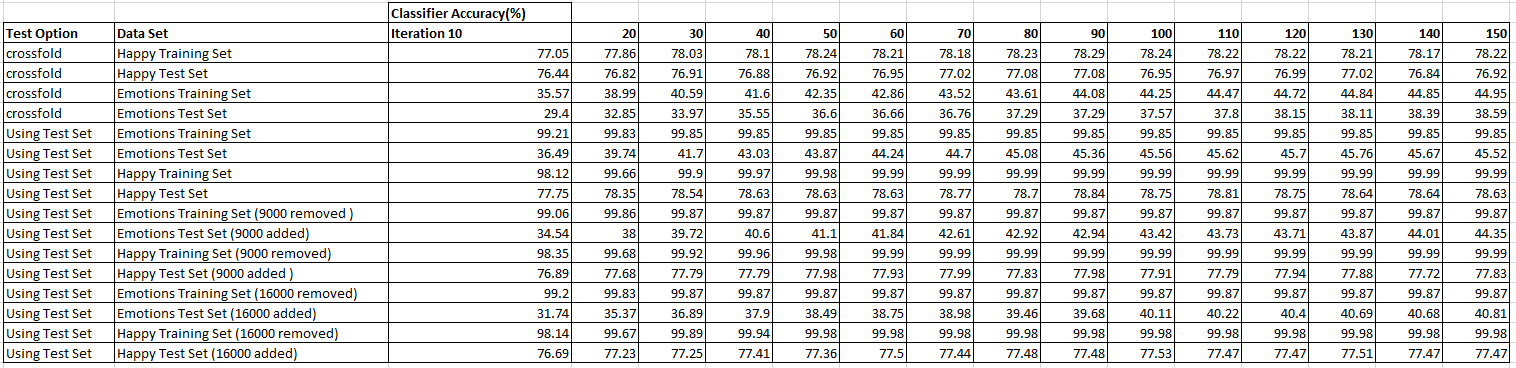 Classifier Accuracy(%)
Test Option Data Set Iteration 10 20 30 40 50 60 70 80 90 100 110 120 130 140 150
crossfold Happy Training Set 77.05 77.86 78.03 78.1 78.24 78.21 78.18 78.23 78.29 78.24 78.22 78.22 78.21 78.17 78.22
crossfold Happy Test Set 76.44 76.82 76.91 76.88 76.92 76.95 77.02 77.08 77.08 76.95 76.97 76.99 77.02 76.84 76.92
crossfold Emotions Training Set 35.57 38.99 40.59 41.6 42.35 42.86 43.52 43.61 44.08 44.25 44.47 44.72 44.84 44.85 44.95
crossfold Emotions Test Set 29.4 32.85 33.97 35.55 36.6 36.66 36.76 37.29 37.29 37.57 37.8 38.15 38.11 38.39 38.59
Using Test Set Emotions Training Set 99.21 99.83 99.85 99.85 99.85 99.85 99.85 99.85 99.85 99.85 99.85 99.85 99.85 99.85 99.85
Using Test Set Emotions Test Set 36.49 39.74 41.7 43.03 43.87 44.24 44.7 45.08 45.36 45.56 45.62 45.7 45.76 45.67 45.52
Using Test Set Happy Training Set 98.12 99.66 99.9 99.97 99.98 99.99 99.99 99.99 99.99 99.99 99.99 99.99 99.99 99.99 99.99
Using Test Set Happy Test Set 77.75 78.35 78.54 78.63 78.63 78.63 78.77 78.7 78.84 78.75 78.81 78.75 78.64 78.64 78.63
Using Test Set Emotions Training Set (9000 removed ) 99.06 99.86 99.87 99.87 99.87 99.87 99.87 99.87 99.87 99.87 99.87 99.87 99.87 99.87 99.87
Using Test Set Emotions Test Set (9000 added) 34.54 38 39.72 40.6 41.1 41.84 42.61 42.92 42.94 43.42 43.73 43.71 43.87 44.01 44.35
Using Test Set Happy Training Set (9000 removed) 98.35 99.68 99.92 99.96 99.98 99.99 99.99 99.99 99.99 99.99 99.99 99.99 99.99 99.99 99.99
Using Test Set Happy Test Set (9000 added ) 76.89 77.68 77.79 77.79 77.98 77.93 77.99 77.83 77.98 77.91 77.79 77.94 77.88 77.72 77.83
Using Test Set Emotions Training Set (16000 removed) 99.2 99.83 99.87 99.87 99.87 99.87 99.87 99.87 99.87 99.87 99.87 99.87 99.87 99.87 99.87
Using Test Set Emotions Test Set (16000 added) 31.74 35.37 36.89 37.9 38.49 38.75 38.98 39.46 39.68 40.11 40.22 40.4 40.69 40.68 40.81
Using Test Set Happy Training Set (16000 removed) 98.14 99.67 99.89 99.94 99.98 99.98 99.98 99.98 99.98 99.98 99.98 99.98 99.98 99.98 99.98
Using Test Set Happy Test Set (16000 added) 76.69 77.23 77.25 77.41 77.36 77.5 77.44 77.48 77.48 77.53 77.47 77.47 77.51 77.47 77.47